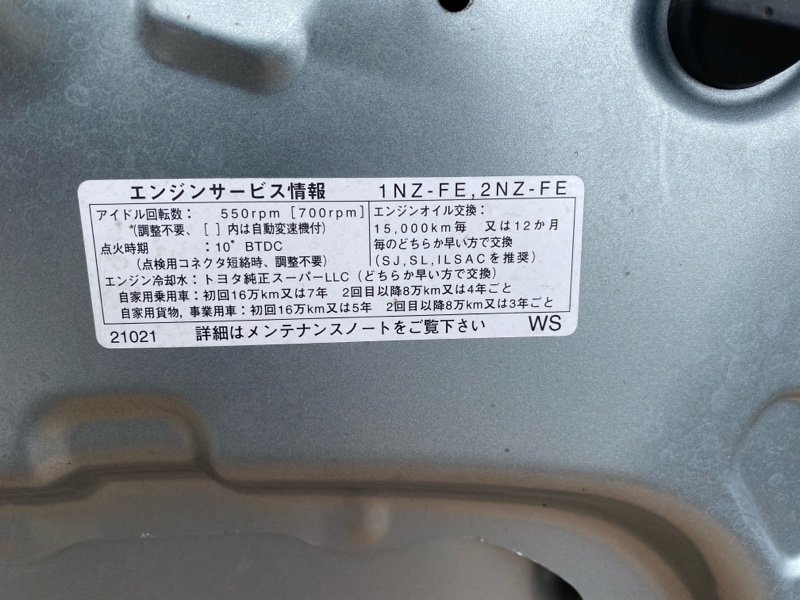 エンジンサービス情報 1NZ-FE,2NZ-FE
アイドル回転数： 550rpm [700rpm]
*(調整不要、[ ]内は自動変速機付)
点火時期 ：10° BTDC
(点検用コネクタ短絡時、調整不要)
エンジンオイル交換：
15,000km毎 又は12か月
毎のどちらか早い方で交換
(SJ,SL,ILSACを推奨)
エンジン冷却水：トヨタ純正スーパーLLC（どちらか早い方で交換）
自家用乗用車：初回16万km又は7年 2回目以降8万km又は4年ごと
自家用貨物, 事業用車：初回16万km又は5年 2回目以降8万km又は3年ごと
21021 詳細はメンテナンスノートをご覧下さい WS